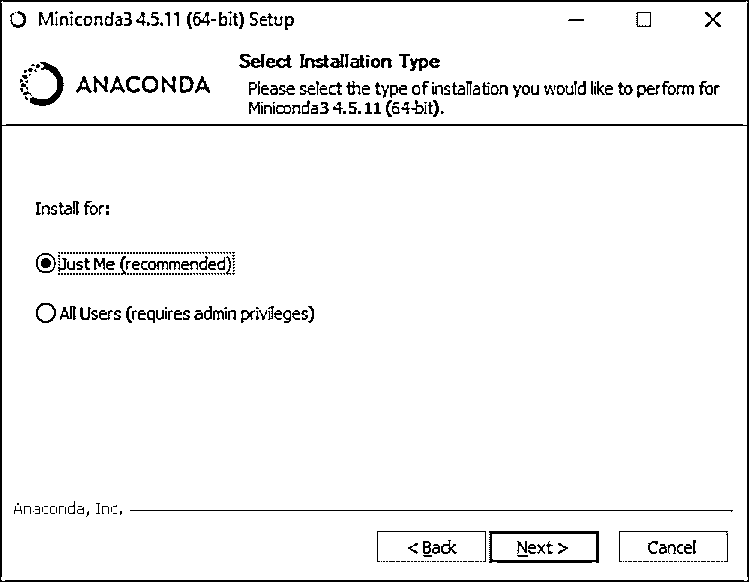 Miniconda3 4.5.11 (64-bit) Setup
Select Installation Type
ANACONDA
Please select the type of installation you would like to perform for
Miniconda3 4.5.11 (64-bit).
Install for:
Just Me (recommended)
All Users (requires admin privileges)
Anaconda, Inc.
< Back
Next >
Cancel